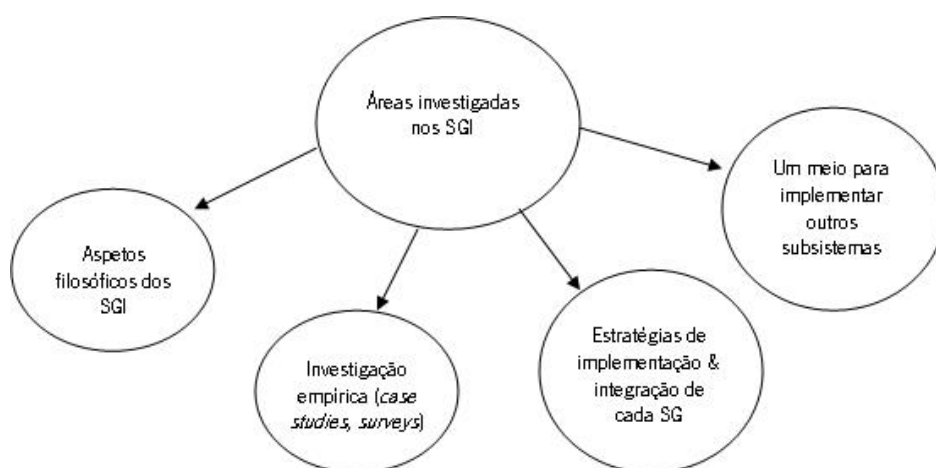 Áreas investigadas
nos SGI
Um meio para
implementar
outros
subsistemas
Aspetos
filosóficos dos
SGI
Investigação
empírica (case
studies, surveys)
Estratégias de
implementação &
integração de
cada SG